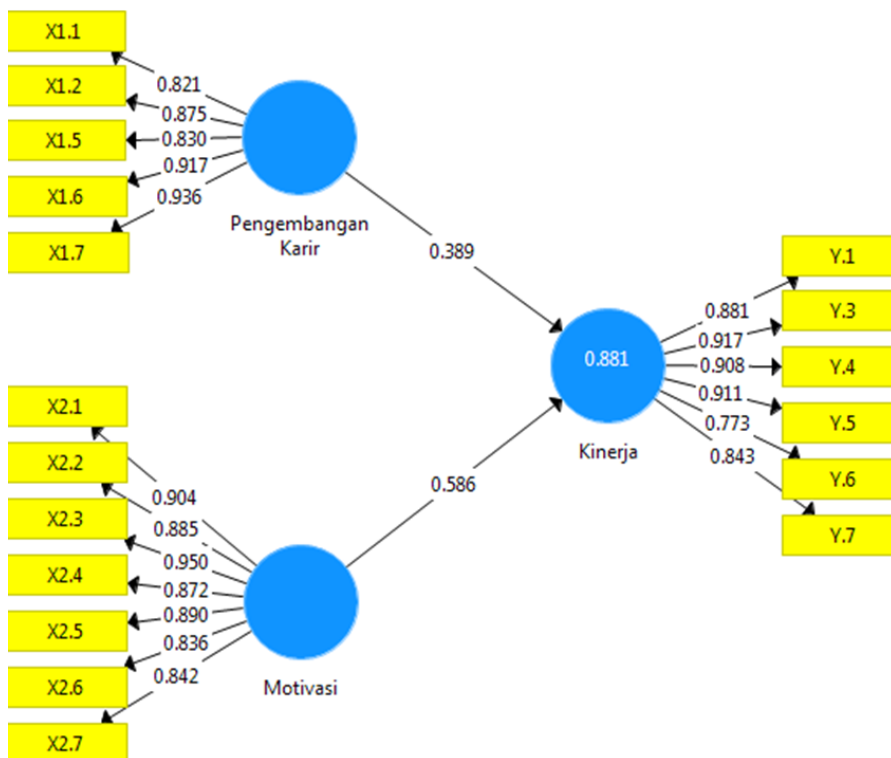 X1.1
X1.2
X1.5
X1.6
X1.7
0.821
0.875
0.830
0.917
0.936
Pengembangan
Karir
0.389
X2.1
X2.2
X2.3
X2.4
X2.5
X2.6
X2.7
0.904
0.885
0.950
0.872
0.890
0.836
0.842
Motivasi
0.586
0.881
Kinerja
0.881
0.917
0.908
0.911
0.773
0.843
Y.1
Y.3
Y.4
Y.5
Y.6
Y.7